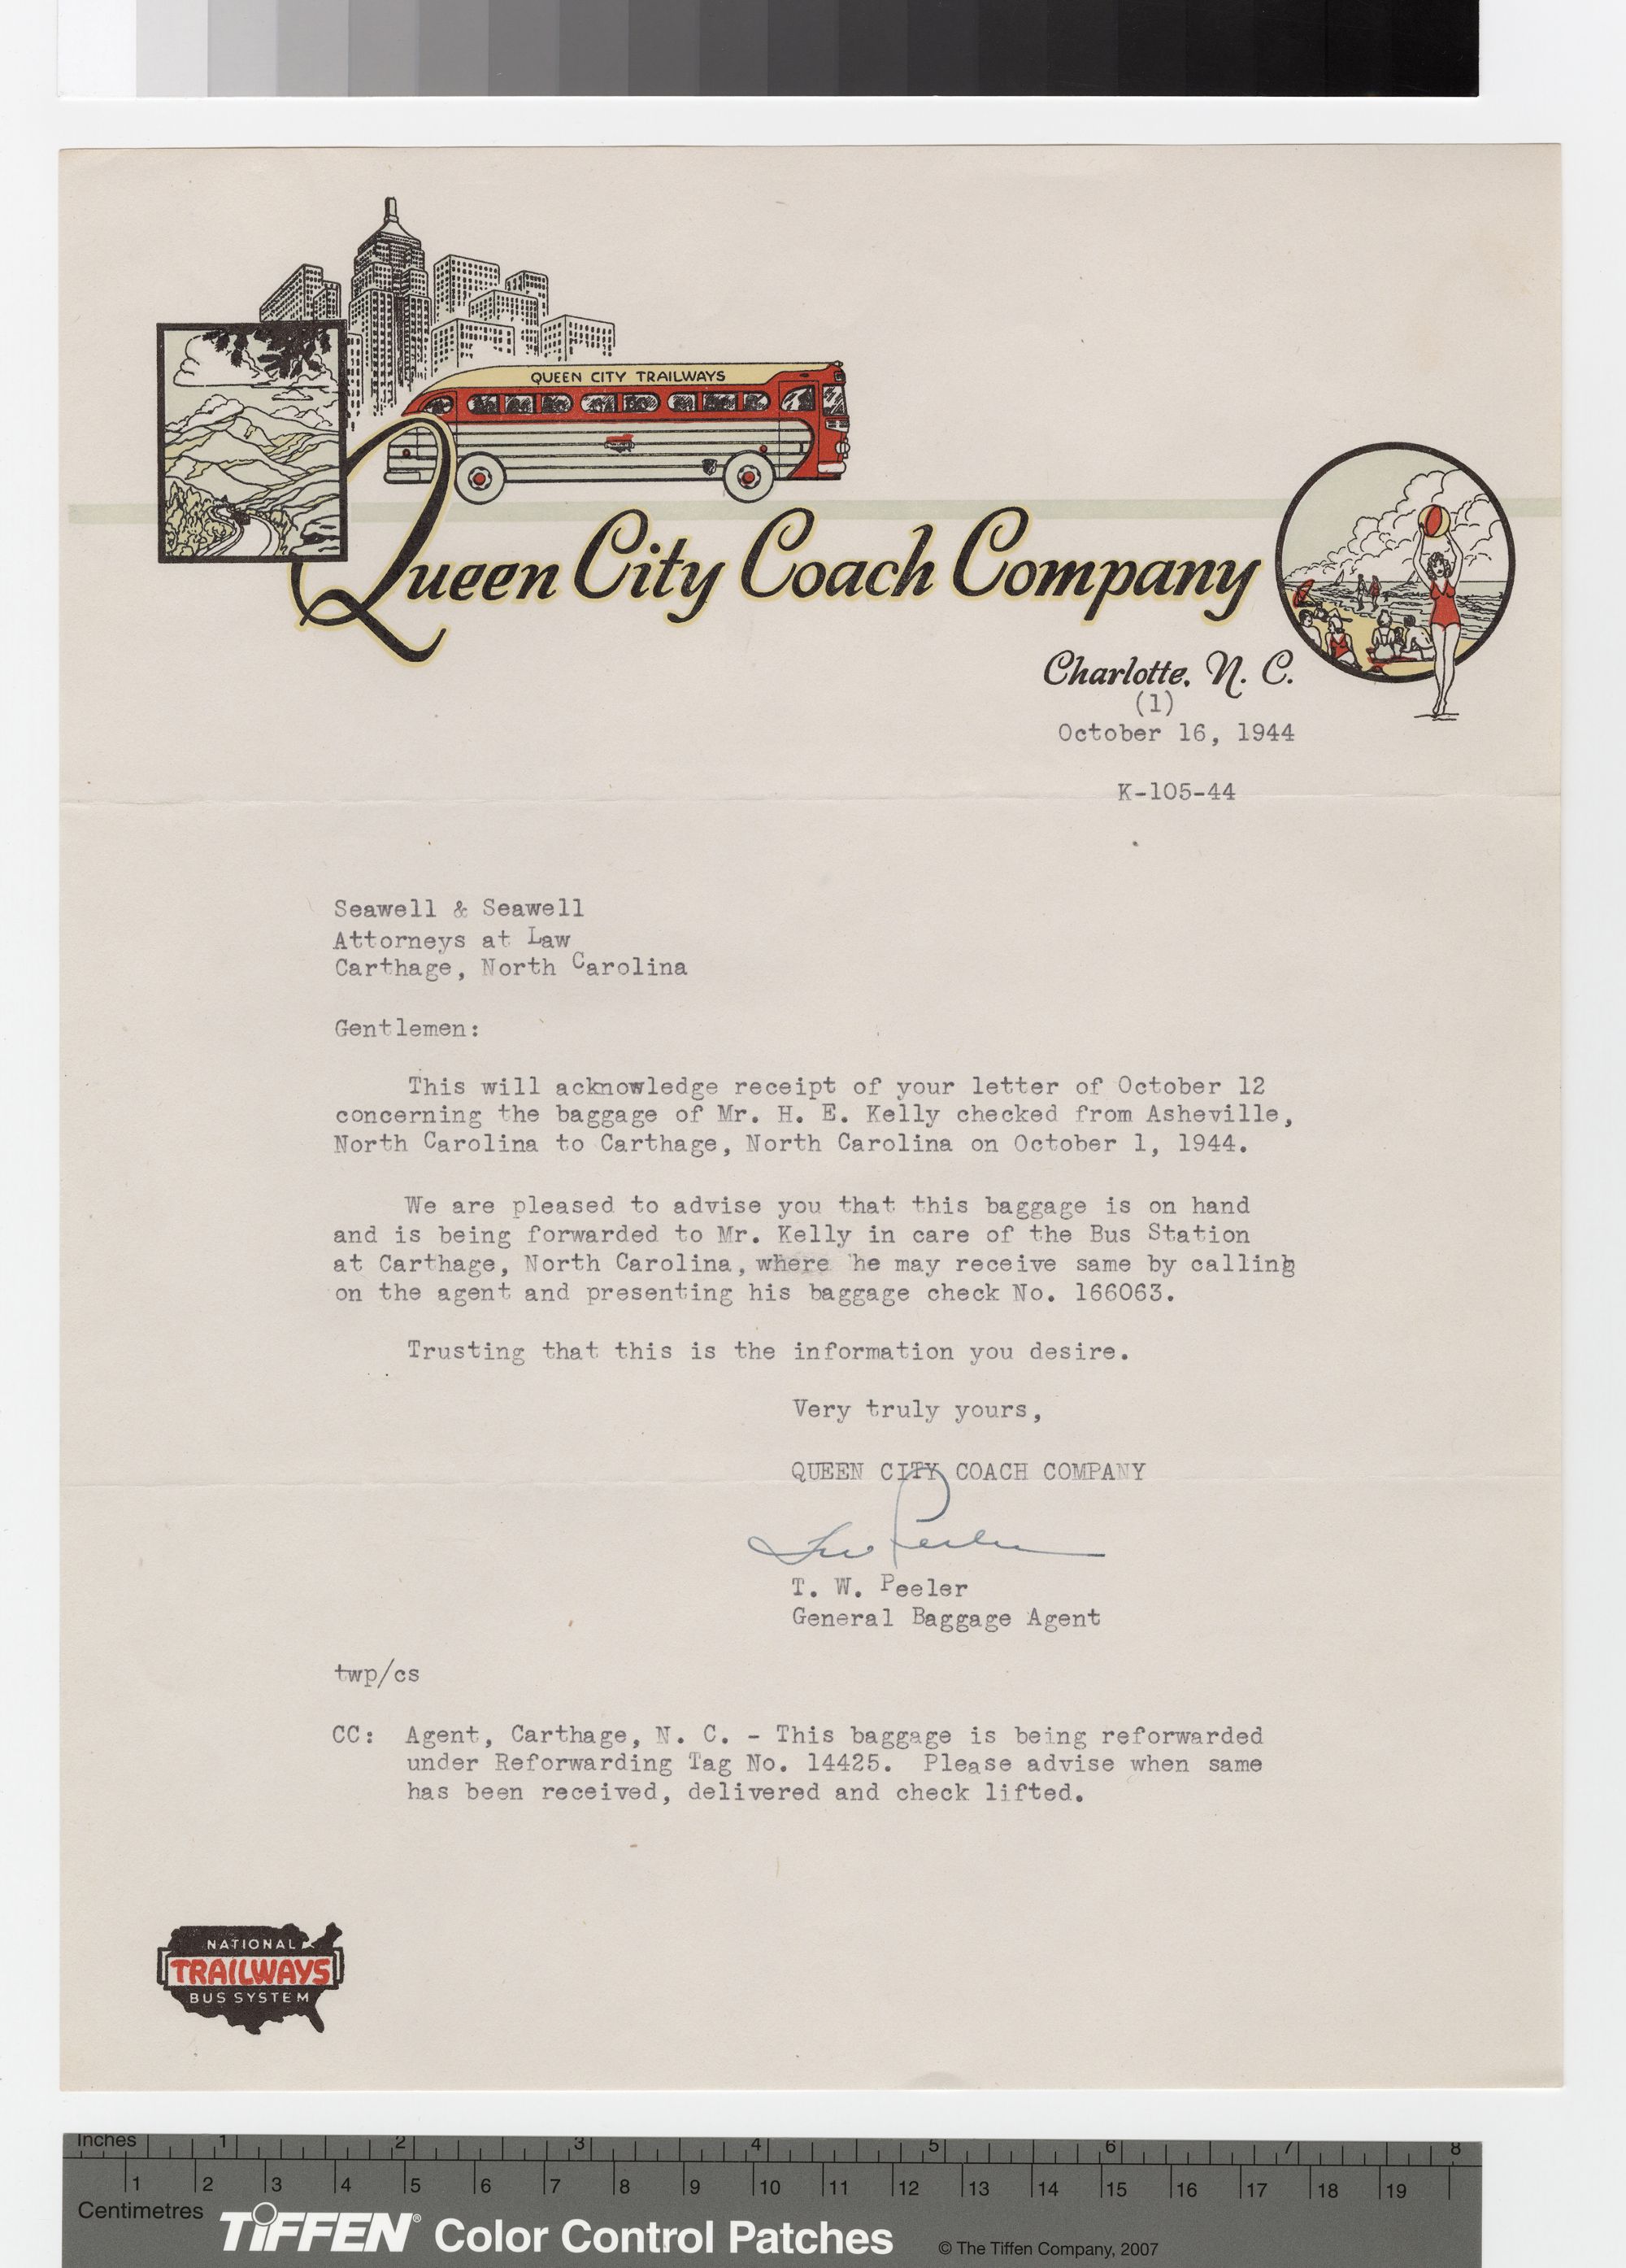 QUEEN CITY TRAILWAYS
Queen City Coach Company
Charlotte, N. C.
(1)
October 16, 1944
K-105-44
Seawell & Seawell
Attorneys at Law
Carthage, North Carolina
Gentlemen:
This will acknowledge receipt of your letter of October 12
concerning the baggage of Mr. H. E. Kelly checked from Asheville,
North Carolina to Carthage, North Carolina on October 1, 1944.
We are pleased to advise you that this baggage is on hand
and is being forwarded to Mr. Kelly in care of the Bus Station
at Carthage, North Carolina, where he may receive same by calling
on the agent and presenting his baggage check No. 166063.
Trusting that this is the information you desire.
Very truly yours,
QUEEN CITY COACH COMPANY
TW Peeler
T. W. Peeler
General Baggage Agent
twp/cs
CC: Agent, Carthage, N. C. - This baggage is being reforwarded
under Reforwarding Tag No. 14425. Please advise when same
has been received, delivered and check lifted.
NATIONAL
TRAILWAYS
BUS SYSTEM
Inches 1 2 3 4 5 6 7 8
1 2 3 4 5 6 7 8 9 10 11 12 13 14 15 16 17 18 19
Centimetres
TIFFEN® Color Control Patches © The Tiffen Company, 2007